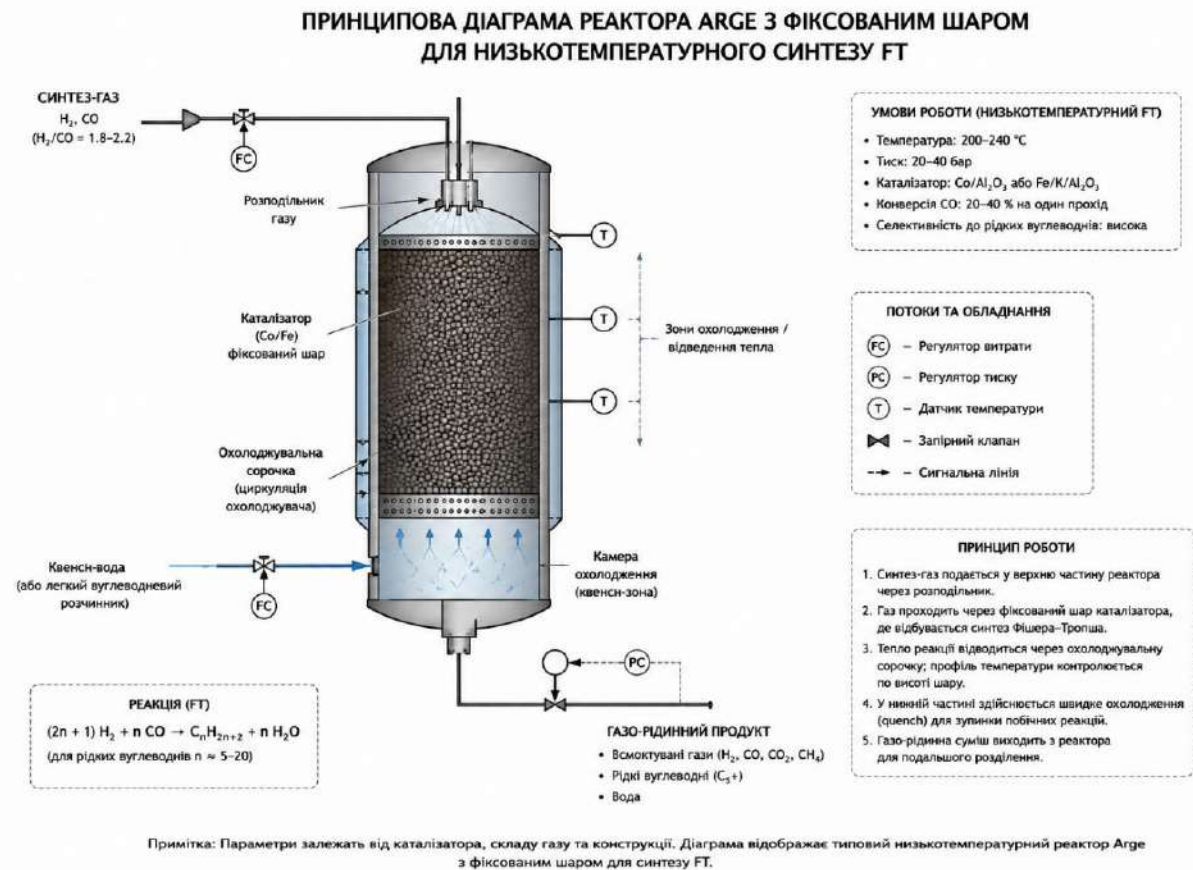 ПРИНЦИПОВА ДІАГРАМА РЕАКТОРА ARGE З ФІКСОВАНИМ ШАРОМ
ДЛЯ НИЗЬКОТЕМПЕРАТУРНОГО СИНТЕЗУ FT
СИНТЕЗ-ГАЗ
H₂, CO
(H₂/CO = 1.8–2.2)
FC
Розподільник
газу
Каталізатор
(Co/Fe)
фіксований шар
Охолоджувальна
сорочка
(циркуляція
охолоджувача)
Квенсн-вода
(або легкий вуглеводневий
розчинник)
FC
T
T
T
Зони охолодження /
відведення тепла
Камера
охолодження
(квенсн-зона)
PC
РЕАКЦІЯ (FT)
(2n + 1) H₂ + n CO → CₙH₂ₙ₊₂ + n H₂O
(для рідких вуглеводнів n ≈ 5–20)
ГАЗО-РІДИННИЙ ПРОДУКТ
• Всмоктувані гази (H₂, CO, CO₂, CH₄)
• Рідкі вуглеводні (C₅+)
• Вода
УМОВИ РОБОТИ (НИЗЬКОТЕМПЕРАТУРНИЙ FT)
• Температура: 200–240 °C
• Тиск: 20–40 бар
• Каталізатор: Co/Al₂O₃ або Fe/K/Al₂O₃
• Конверсія CO: 20–40 % на один прохід
• Селективність до рідких вуглеводнів: висока
ПОТОКИ ТА ОБЛАДНАННЯ
FC – Регулятор витрати
PC – Регулятор тиску
T – Датчик температури
– Запірний клапан
– Сигнальна лінія
ПРИНЦИП РОБОТИ
1. Синтез-газ подається у верхню частину реактора
через розподільник.
2. Газ проходить через фіксований шар каталізатора,
де відбувається синтез Фішера–Тропша.
3. Тепло реакції відводиться через охолоджувальну
сорочку; профіль температури контролюється
по висоті шару.
4. У нижній частині здійснюється швидке охолодження
(quench) для зупинки побічних реакцій.
5. Газо-рідинна суміш виходить з реактора
для подальшого розділення.
Примітка: Параметри залежать від каталізатора, складу газу та конструкції. Діаграма відображає типовий низькотемпературний реактор Arge
з фіксованим шаром для синтезу FT.